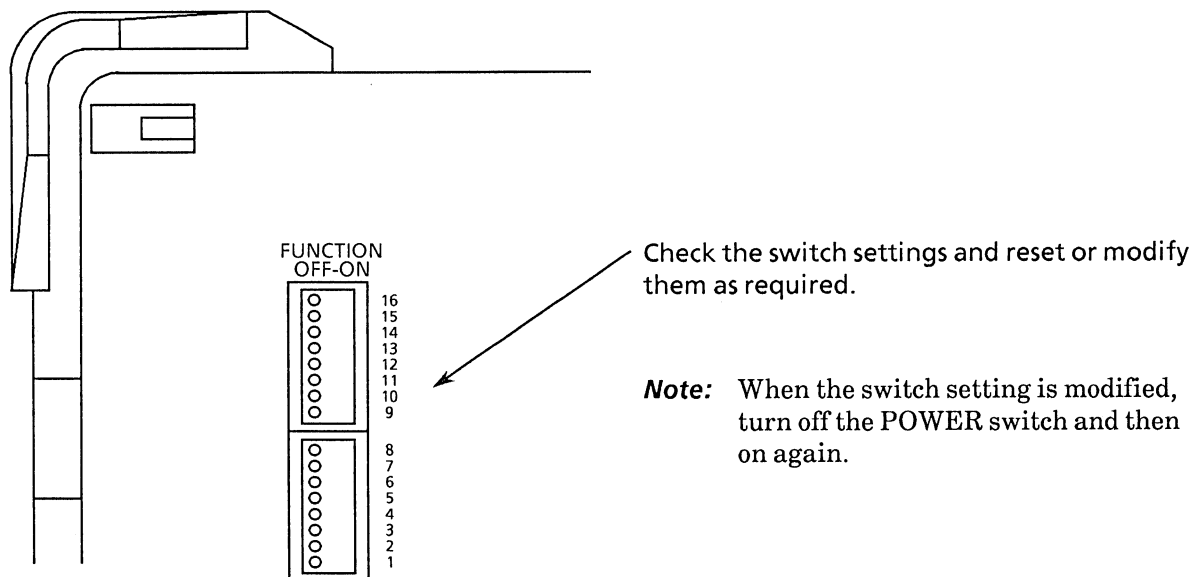 FUNCTION
OFF-ON
16
15
14
13
12
11
10
9
8
7
6
5
4
3
2
1
Check the switch settings and reset or modify
them as required.
Note: When the switch setting is modified,
turn off the POWER switch and then
on again.